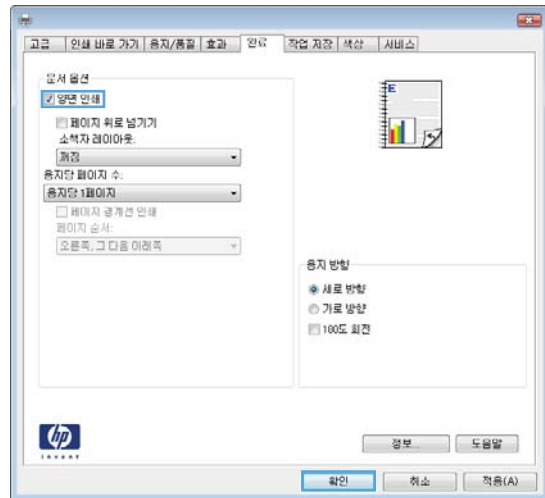 고급 인쇄 바로 가기 용지/품질 효과 완료 작업 저장 색상 서비스
문서 옵션
양면 인쇄
페이지 위로 넘기기
소책자 레이아웃:
꺼짐
용지당 페이지 수:
용지당 1페이지
페이지 경계선 인쇄
페이지 순서:
오른쪽, 그 다음 아래쪽
E
용지 방향
세로 방향
가로 방향
180도 회전
hp
invent
정보... 도움말
확인 취소 적용(A)